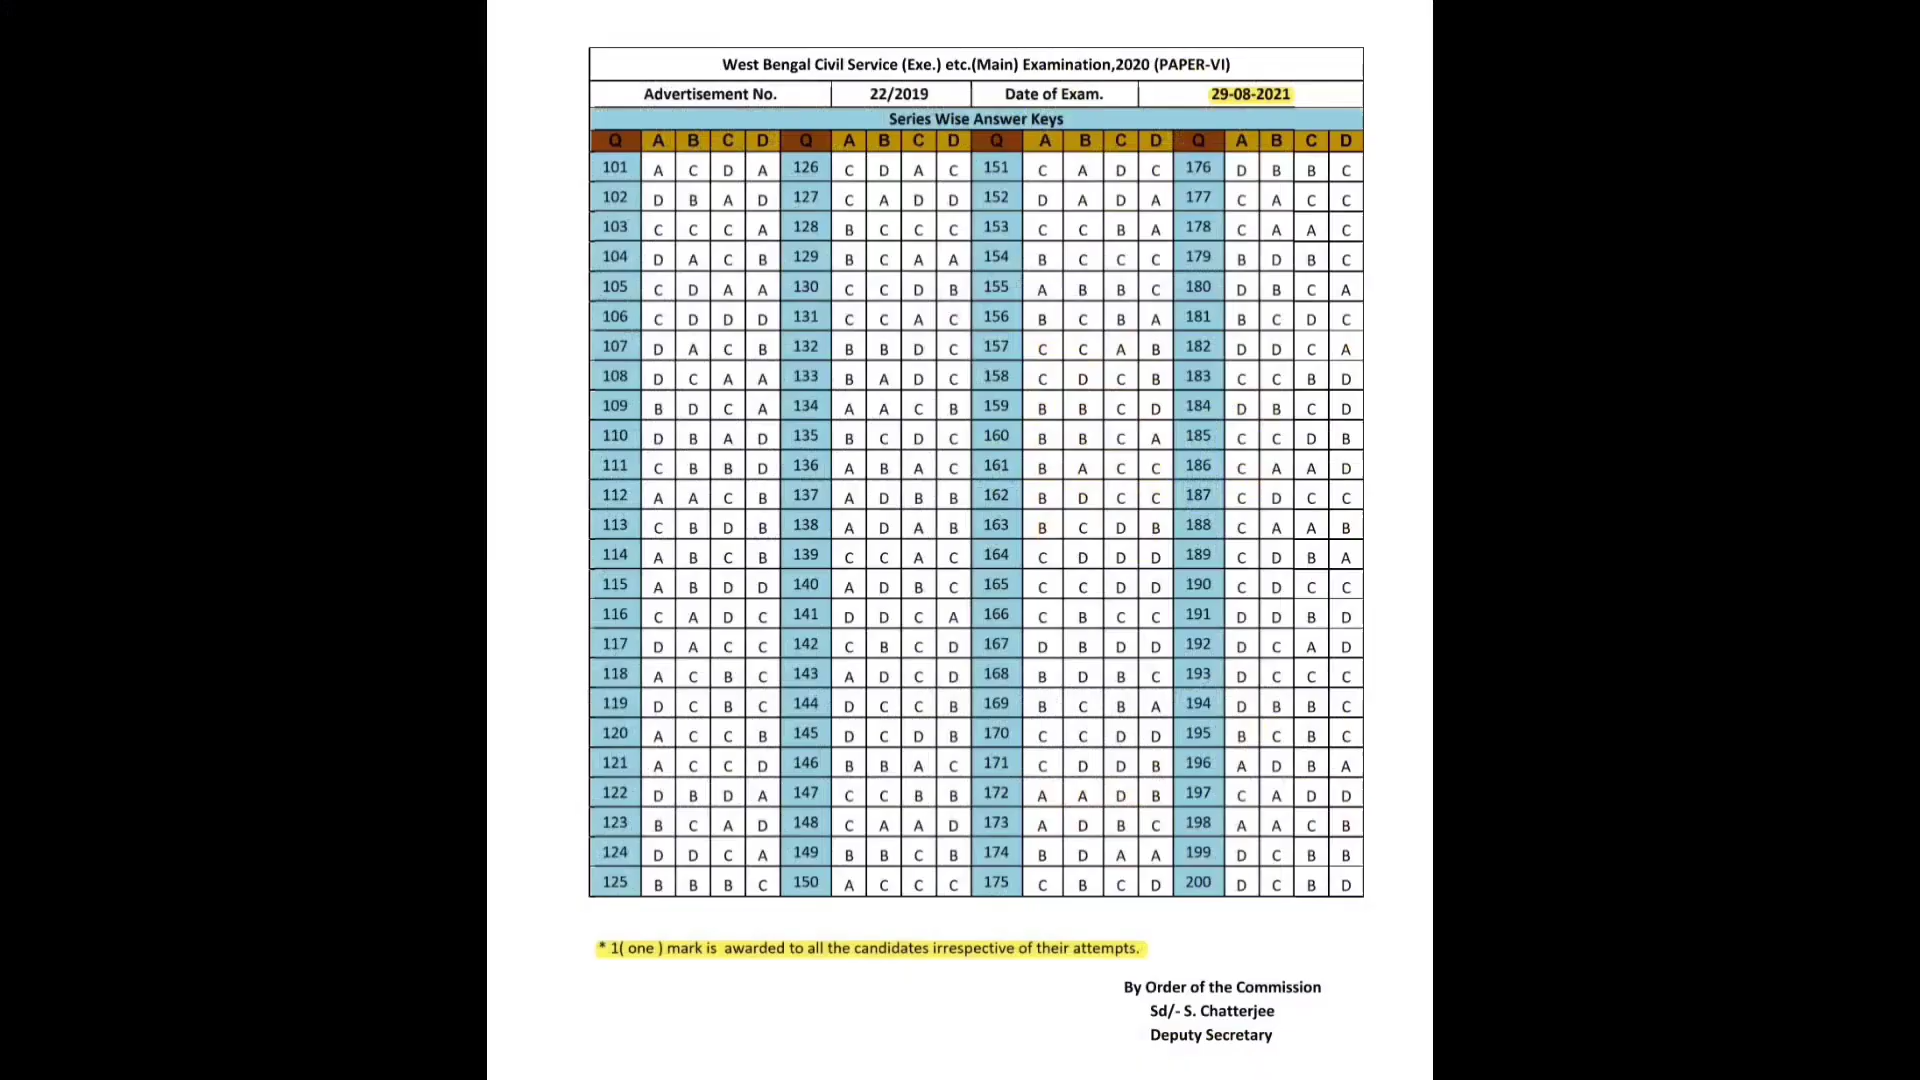 West Bengal Civil Service (Exe.) etc.(Main) Examination,2020 (PAPER-VI)
Advertisement No. 22/2019 Date of Exam. 29-08-2021
Series Wise Answer Keys
Q A B C D Q A B C D Q A B C D Q A B C D
101 A C D A 126 C D A C 151 C A D C 176 D B B C
102 D B A D 127 C A D D 152 D A D A 177 C A C C
103 C C C A 128 B C C C 153 C C B A 178 C A A C
104 D A C B 129 B C A A 154 B C C C 179 B D B C
105 C D A A 130 C C D B 155 A B B C 180 D B C A
106 C D D D 131 C C A C 156 B C B A 181 B C D C
107 D A C B 132 B B D C 157 C C A B 182 D D C A
108 D C A A 133 B A D C 158 C D C B 183 C C B D
109 B D C A 134 A A C B 159 B B C D 184 D B C D
110 D B A D 135 B C D C 160 B B C A 185 C C D B
111 C B B D 136 A B A C 161 B A C C 186 C A A D
112 A A C B 137 A D B B 162 B D C C 187 C D C C
113 C B D B 138 A D A B 163 B C D B 188 C A A B
114 A B C B 139 C C A C 164 C D D D 189 C D B A
115 A B D D 140 A D B C 165 C C D D 190 C D C C
116 C A D C 141 D D C A 166 C B C C 191 D D B D
117 D A C C 142 C B C D 167 D B D D 192 D C A D
118 A C B C 143 A D C D 168 B D B C 193 D C C C
119 D C B C 144 D C C B 169 B C B A 194 D B B C
120 A C C B 145 D C D B 170 C C D D 195 B C B C
121 A C C D 146 B B A C 171 C D D B 196 A D B A
122 D B D A 147 C C B B 172 A A D B 197 C A D D
123 B C A D 148 C A A D 173 A D B C 198 A A C B
124 D D C A 149 B B C B 174 B D A A 199 D C B B
125 B B B C 150 A C C C 175 C B C D 200 D C B D
* 1( one ) mark is awarded to all the candidates irrespective of their attempts.
By Order of the Commission
Sd/- S. Chatterjee
Deputy Secretary